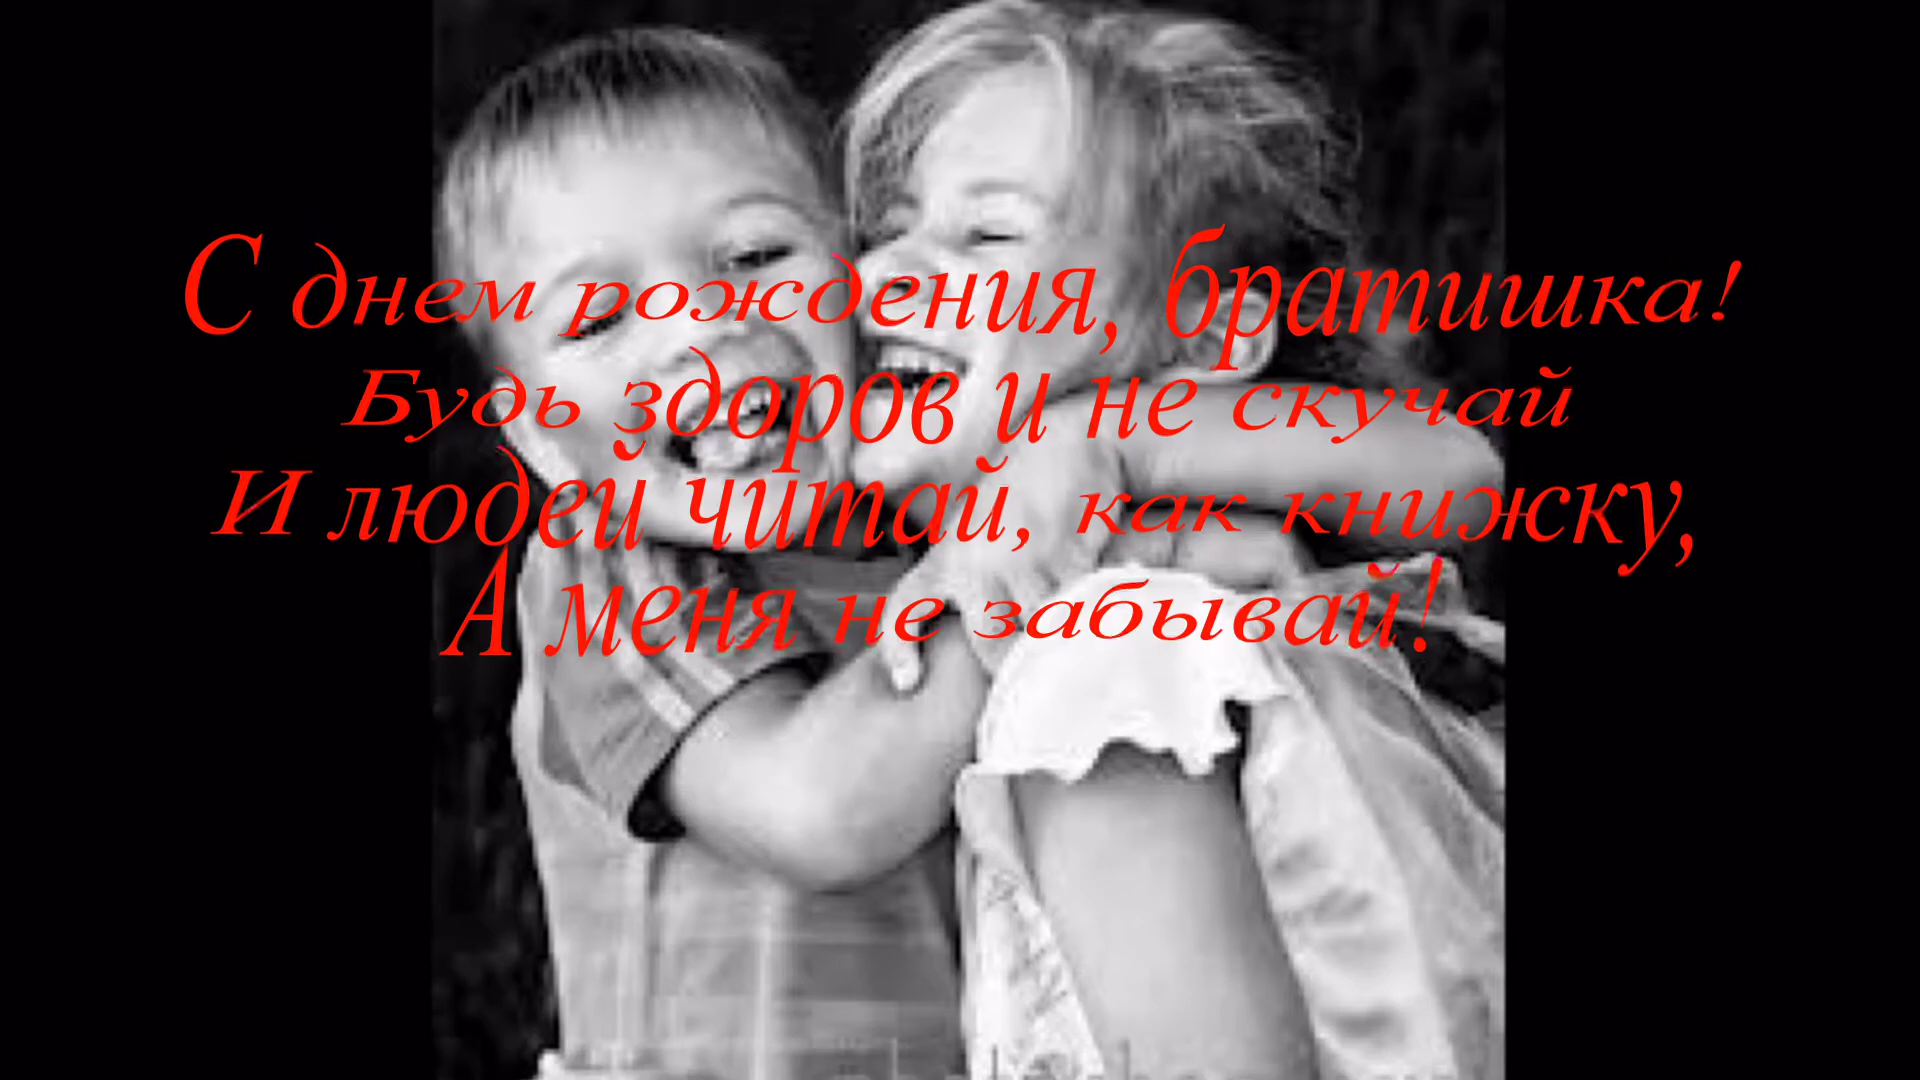 С днем рождения, братишка!
Будь здоров и не скучай
И людей читай, как книжку,
А меня не забывай!